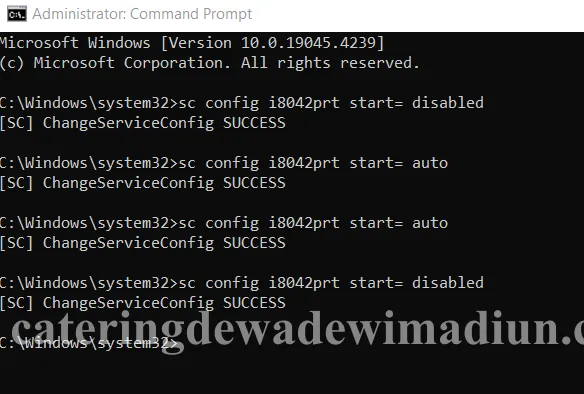 Administrator: Command Prompt
Microsoft Windows [Version 10.0.19045.4239]
(c) Microsoft Corporation. All rights reserved.
C:\Windows\system32>sc config i8042prt start= disabled
[SC] ChangeServiceConfig SUCCESS
C:\Windows\system32>sc config i8042prt start= auto
[SC] ChangeServiceConfig SUCCESS
C:\Windows\system32>sc config i8042prt start= auto
[SC] ChangeServiceConfig SUCCESS
C:\Windows\system32>sc config i8042prt start= disabled
[SC] ChangeServiceConfig SUCCESS
cateringdewadewimadiun.c
C:\Windows\system32>